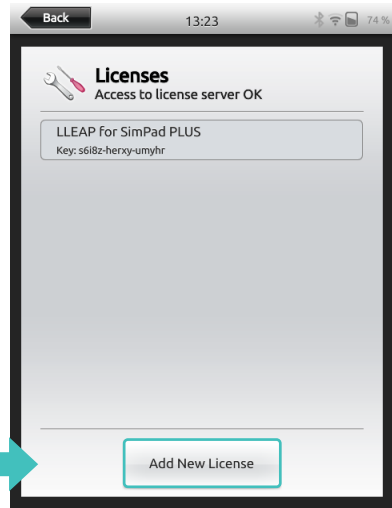 Back
13:23
74 %
Licenses
Access to license server OK
LLEAP for SimPad PLUS
Key: s6i8z-herxy-umyhr
Add New License